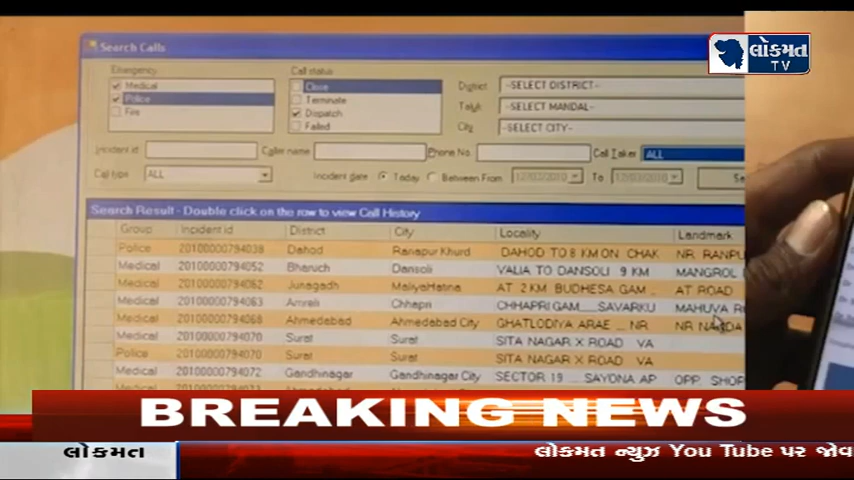 Search Calls
લોકમત
TV
Emergency
Medical
Police
Fire
Call status
Close
Terminate
Dispatch
Failed
District
-SELECT DISTRICT-
-SELECT MANDAL-
City
-SELECT CITY-
Incident id
Caller name
Phone No.
Call Taker
ALL
Call type
ALL
Incident date
Today
Between From
12/02/2010
To
12/02/2010
Search Result - Double click on the row to view Call History
Group Incident id District City Locality Landmark
Police 20100000794038 Dahod Ranapur Khurd DAHOD TO 8 KM ON CHAK NR RANPU
Medical 20100000794052 Bharuch Dansoli VALIA TO DANSOLI 9 KM MANGROL
Medical 20100000794062 Junagadh MaliyaHatina AT 2 KM BUDHESA GAM AT ROAD
Medical 20100000794063 Amreli Chhapri CHHAPRI GAM SAVARKU MAHUVA
Medical 20100000794068 Ahmedabad Ahmedabad City GHATLODIYA ARAE ... NR NR
Medical 20100000794070 Surat Surat SITA NAGAR X ROAD VA
Police 20100000794070 Surat Surat SITA NAGAR X ROAD VA
Medical 20100000794072 Gandhinagar Gandhinagar City SECTOR 19 SAYONA AP OPP SHOP
BREAKING NEWS
લોકમત
લોકમત ન્યુઝ You Tube પર જોવ